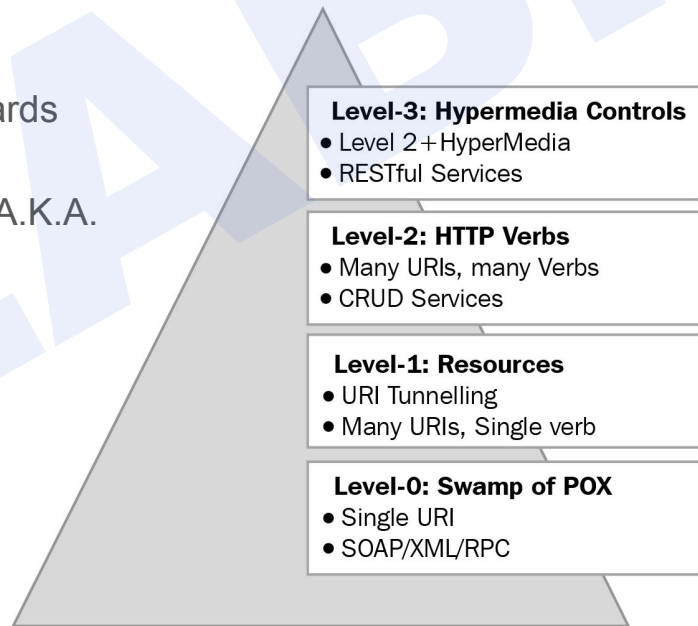 ards
A.K.A.
Level-3: Hypermedia Controls
• Level 2+HyperMedia
• RESTful Services
Level-2: HTTP Verbs
• Many URIs, many Verbs
• CRUD Services
Level-1: Resources
• URI Tunnelling
• Many URIs, Single verb
Level-0: Swamp of POX
• Single URI
• SOAP/XML/RPC